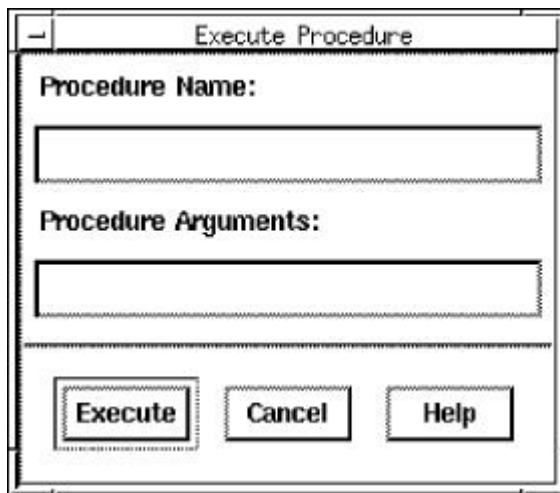 Execute Procedure
Procedure Name:
Procedure Arguments:
Execute Cancel Help